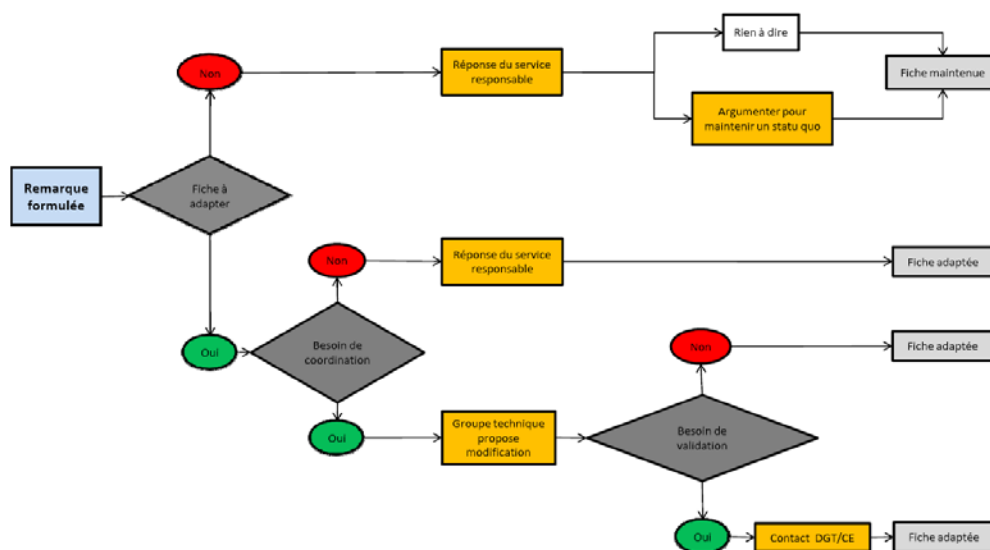 Rien à dire
Non
Réponse du service
responsable
Fiche maintenue
Argumenter pour
maintenir un statu quo
Remarque
formulée
Fiche à
adapter
Non
Réponse du service
responsable
Fiche adaptée
Oui
Besoin de
coordination
Non
Fiche adaptée
Oui
Groupe technique
propose
modification
Besoin de
validation
Oui
Contact DGT/CE
Fiche adaptée